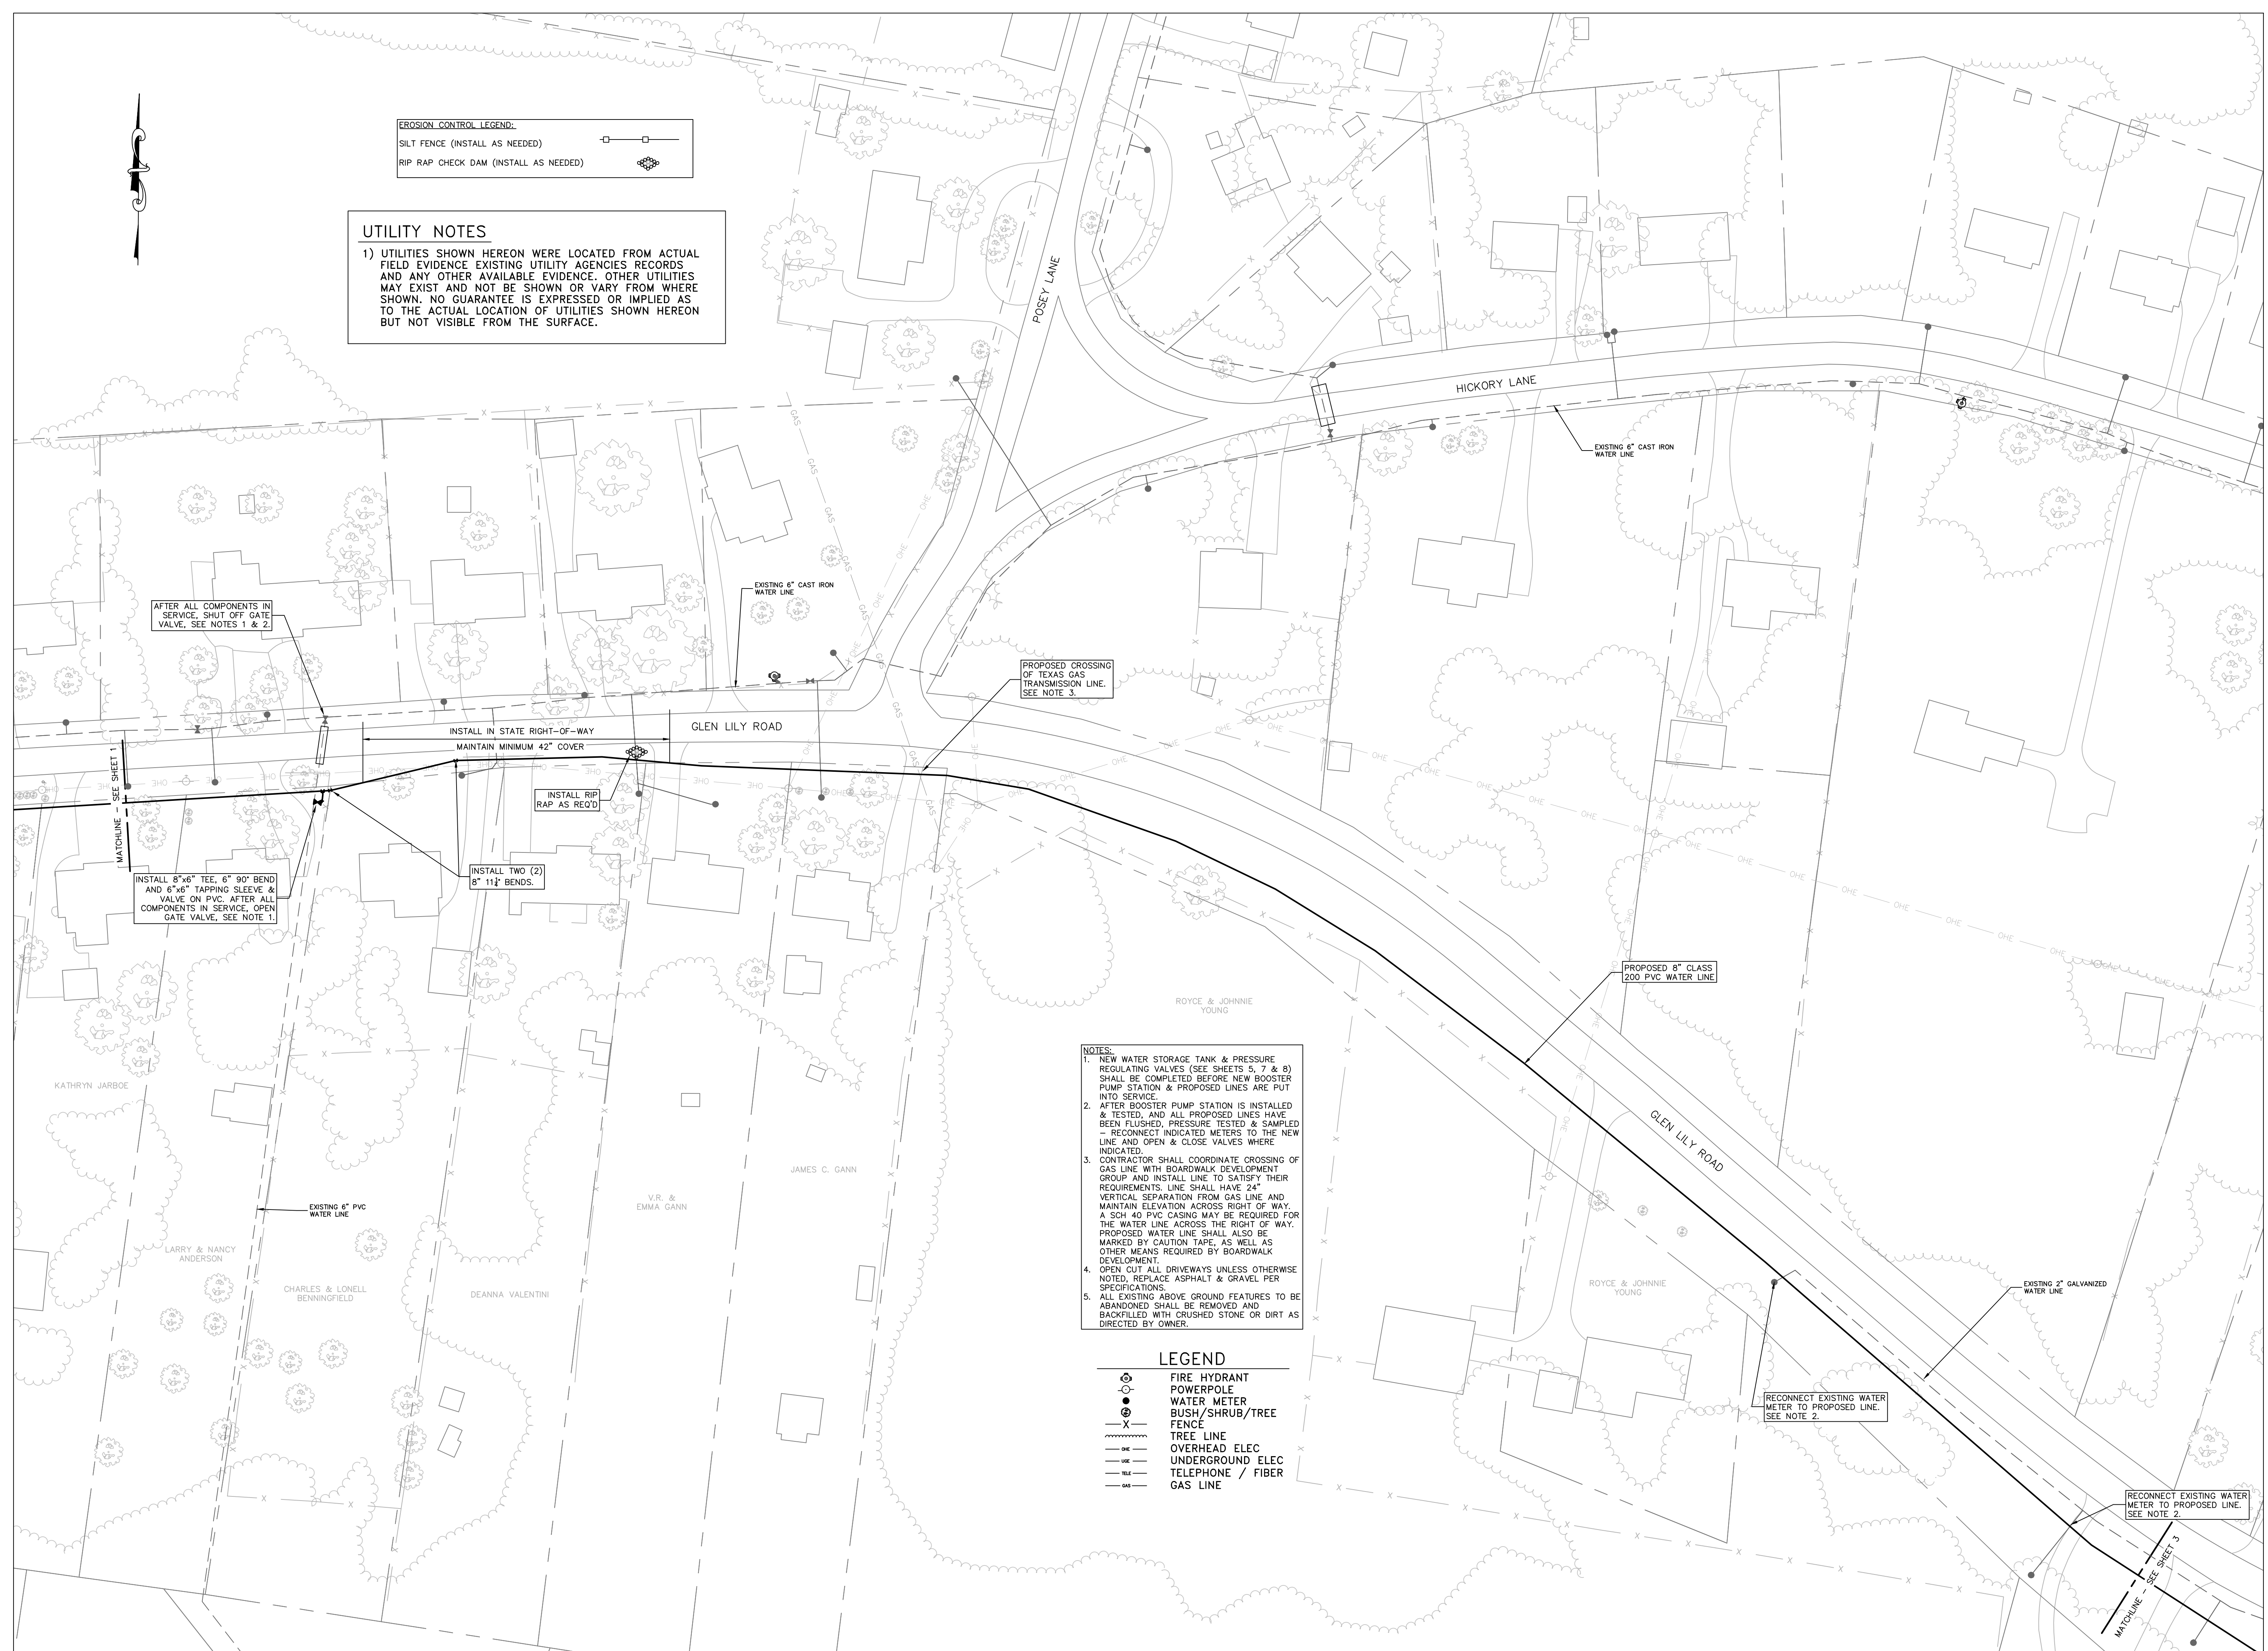 EROSION CONTROL LEGEND:
SILT FENCE (INSTALL AS NEEDED)
RIP RAP CHECK DAM (INSTALL AS NEEDED)
UTILITY NOTES
1) UTILITIES SHOWN HEREON WERE LOCATED FROM ACTUAL
FIELD EVIDENCE EXISTING UTILITY AGENCIES RECORDS
AND ANY OTHER AVAILABLE EVIDENCE. OTHER UTILITIES
MAY EXIST AND NOT BE SHOWN OR VARY FROM WHERE
SHOWN. NO GUARANTEE IS EXPRESSED OR IMPLIED AS
TO THE ACTUAL LOCATION OF UTILITIES SHOWN HEREON
BUT NOT VISIBLE FROM THE SURFACE.
POSEY LANE
HICKORY LANE
EXISTING 6" CAST IRON
WATER LINE
EXISTING 6" CAST IRON
WATER LINE
AFTER ALL COMPONENTS IN
SERVICE, SHUT OFF GATE
VALVE, SEE NOTES 1 & 2.
PROPOSED CROSSING
OF TEXAS GAS
TRANSMISSION LINE.
SEE NOTE 3.
INSTALL IN STATE RIGHT-OF-WAY
MAINTAIN MINIMUM 42" COVER
GLEN LILY ROAD
MATCHLINE - SEE SHEET 1
INSTALL RIP
RAP AS REQ'D
INSTALL TWO (2)
8" 11¼° BENDS.
INSTALL 8"x6" TEE, 6" 90° BEND
AND 6"x6" TAPPING SLEEVE &
VALVE ON PVC. AFTER ALL
COMPONENTS IN SERVICE, OPEN
GATE VALVE, SEE NOTE 1.
PROPOSED 8" CLASS
200 PVC WATER LINE
ROYCE & JOHNNIE
YOUNG
KATHRYN JARBOE
NOTES:
1. NEW WATER STORAGE TANK & PRESSURE
REGULATING VALVES (SEE SHEETS 5, 7 & 8)
SHALL BE COMPLETED BEFORE NEW BOOSTER
PUMP STATION & PROPOSED LINES ARE PUT
INTO SERVICE.
2. AFTER BOOSTER PUMP STATION IS INSTALLED
& TESTED, AND ALL PROPOSED LINES HAVE
BEEN FLUSHED, PRESSURE TESTED & SAMPLED
– RECONNECT INDICATED METERS TO THE NEW
LINE AND OPEN & CLOSE VALVES WHERE
INDICATED.
3. CONTRACTOR SHALL COORDINATE CROSSING OF
GAS LINE WITH BOARDWALK DEVELOPMENT
GROUP AND INSTALL LINE TO SATISFY THEIR
REQUIREMENTS. LINE SHALL HAVE 24"
VERTICAL SEPARATION FROM GAS LINE AND
MAINTAIN ELEVATION ACROSS RIGHT OF WAY.
A SCH 40 PVC CASING MAY BE REQUIRED FOR
THE WATER LINE ACROSS THE RIGHT OF WAY.
PROPOSED WATER LINE SHALL ALSO BE
MARKED BY CAUTION TAPE, AS WELL AS
OTHER MEANS REQUIRED BY BOARDWALK
DEVELOPMENT.
4. OPEN CUT ALL DRIVEWAYS UNLESS OTHERWISE
NOTED, REPLACE ASPHALT & GRAVEL PER
SPECIFICATIONS.
5. ALL EXISTING ABOVE GROUND FEATURES TO BE
ABANDONED SHALL BE REMOVED AND
BACKFILLED WITH CRUSHED STONE OR DIRT AS
DIRECTED BY OWNER.
GLEN LILY ROAD
JAMES C. GANN
V.R. &
EMMA GANN
EXISTING 6" PVC
WATER LINE
LARRY & NANCY
ANDERSON
CHARLES & LONELL
BENNINGFIELD
DEANNA VALENTINI
ROYCE & JOHNNIE
YOUNG
EXISTING 2" GALVANIZED
WATER LINE
LEGEND
FIRE HYDRANT
POWERPOLE
WATER METER
BUSH/SHRUB/TREE
X FENCE
TREE LINE
OHE OVERHEAD ELEC
UGE UNDERGROUND ELEC
TELE TELEPHONE / FIBER
GAS GAS LINE
RECONNECT EXISTING WATER
METER TO PROPOSED LINE.
SEE NOTE 2.
RECONNECT EXISTING WATER
METER TO PROPOSED LINE.
SEE NOTE 2.
MATCHLINE - SEE SHEET 3